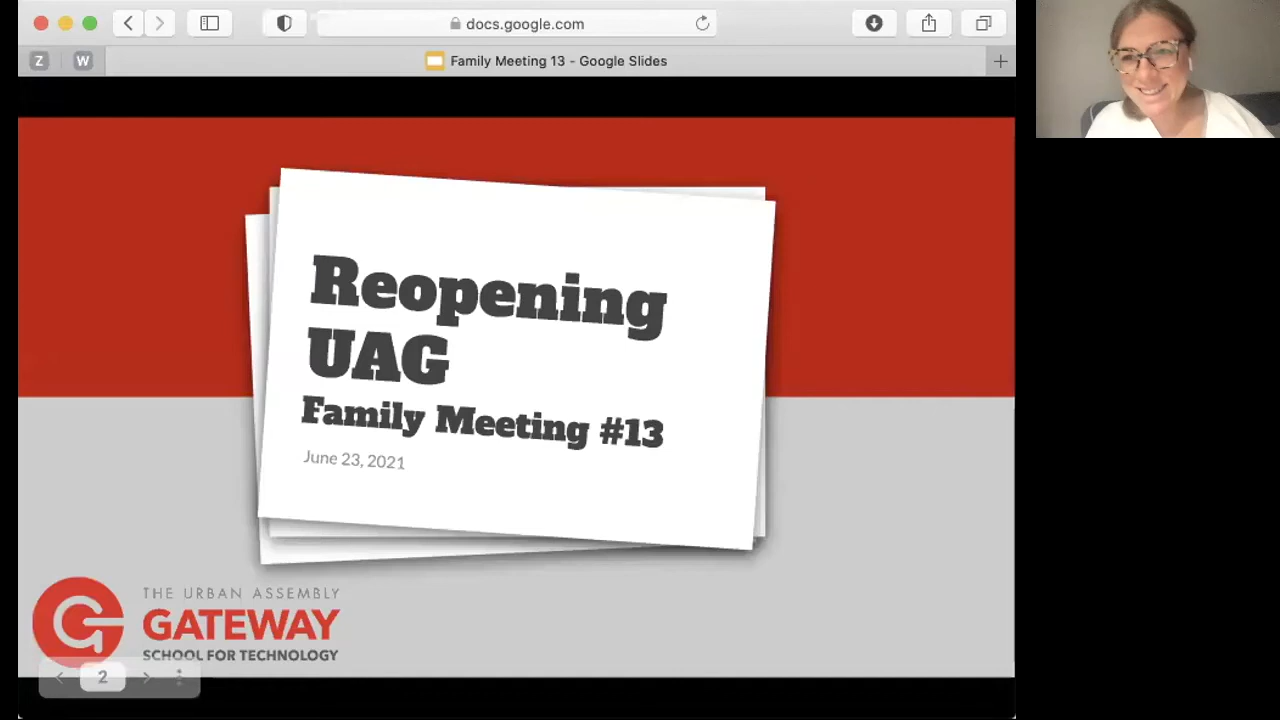 docs.google.com
Z
W
Family Meeting 13 - Google Slides
Reopening
UAG
Family Meeting #13
June 23, 2021
THE URBAN ASSEMBLY
GATEWAY
SCHOOL FOR TECHNOLOGY
2